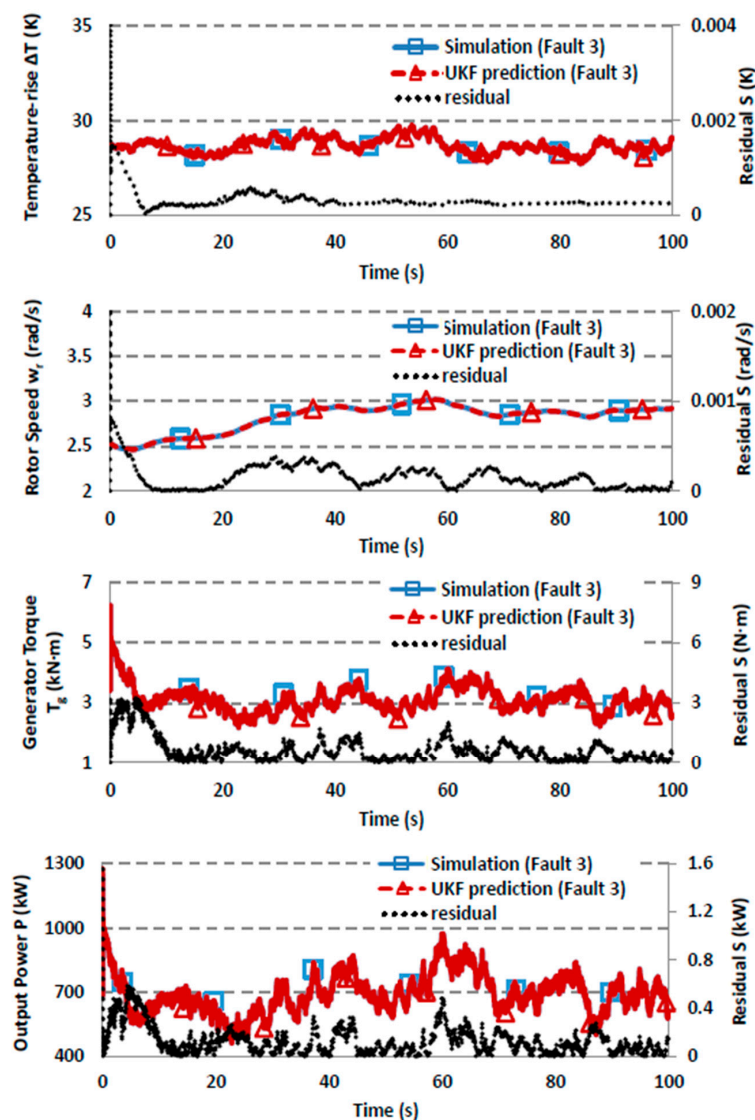 Temperature-rise ΔT (K)
35
30
25
Simulation (Fault 3)
UKF prediction (Fault 3)
residual
0.004
0.002
0
Residual S (K)
0 20 40 60 80 100
Time (s)
Rotor Speed wr (rad/s)
4
3.5
3
2.5
2
Simulation (Fault 3)
UKF prediction (Fault 3)
residual
0.002
0.001
0
Residual S (rad/s)
0 20 40 60 80 100
Time (s)
Generator Torque
Tg (kN·m)
7
5
3
1
Simulation (Fault 3)
UKF prediction (Fault 3)
residual
9
6
3
0
Residual S (N·m)
0 20 40 60 80 100
Time (s)
Output Power P (kW)
1300
1000
700
400
Simulation (Fault 3)
UKF prediction (Fault 3)
residual
1.6
1.2
0.8
0.4
0
Residual S (kW)
0 20 40 60 80 100
Time (s)